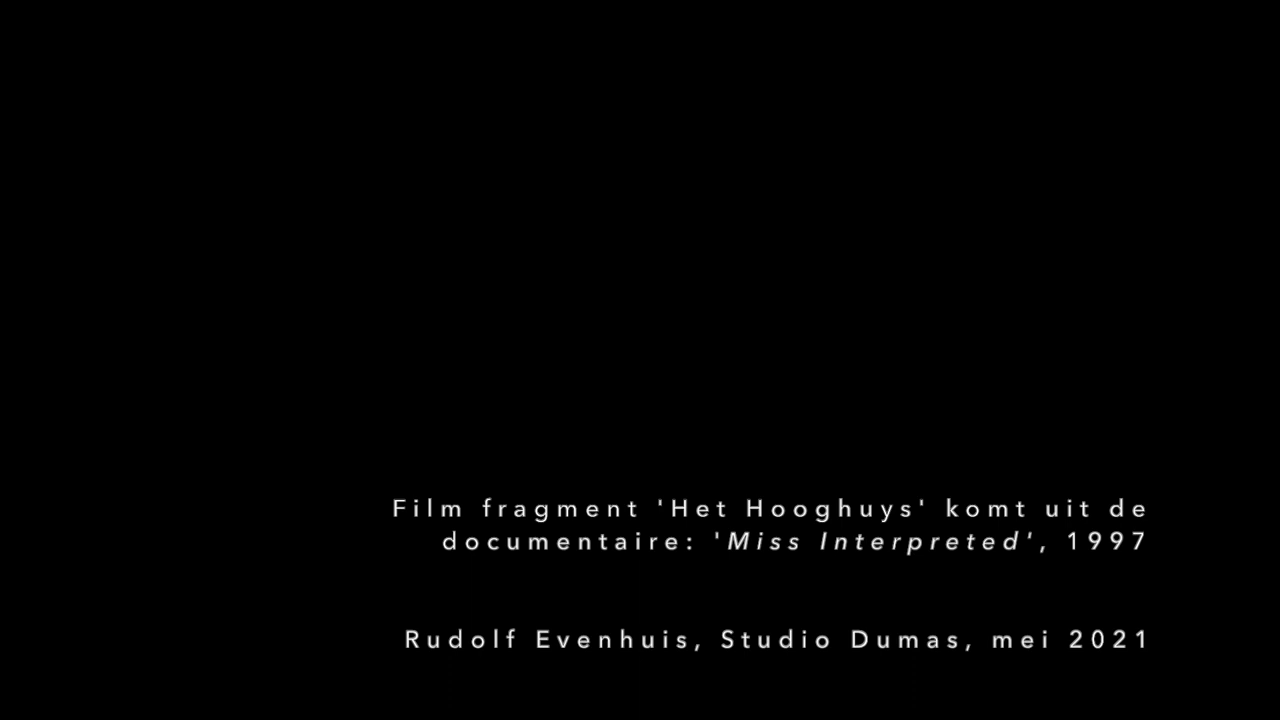 Film fragment 'Het Hooghuys' komt uit de
documentaire: 'Miss Interpreted', 1997
Rudolf Evenhuis, Studio Dumas, mei 2021